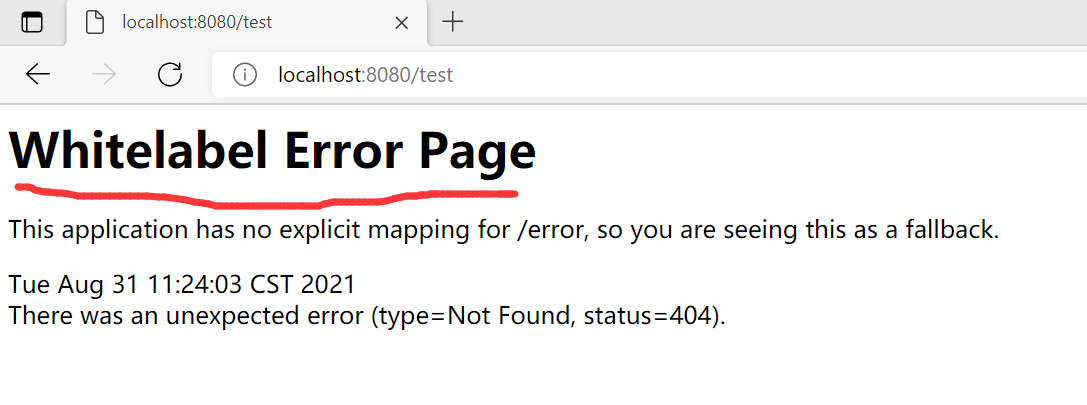 localhost:8080/test
localhost:8080/test
Whitelabel Error Page
This application has no explicit mapping for /error, so you are seeing this as a fallback.
Tue Aug 31 11:24:03 CST 2021
There was an unexpected error (type=Not Found, status=404).